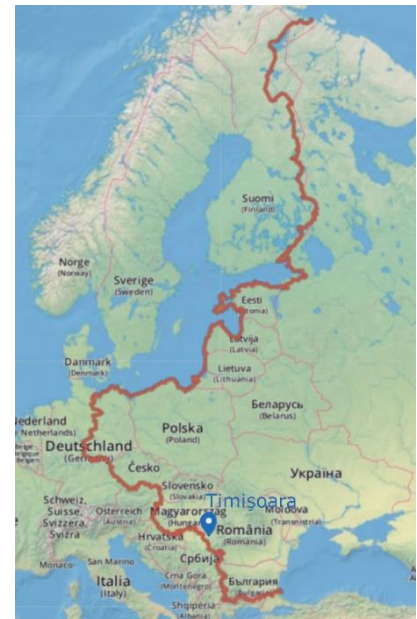 Suomi
(Finland)
Norge
(Norway)
Sverige
(Sweden)
Eesti
Latvija
(Latvia)
Danmark
(Denmark)
Lietuva
(Lithuania)
Беларусь
(Belarus)
Nederland
Netherlands)
Polska
(Poland)
Deutschland
Česko
Україна
Slovensko
(Slovakia)
Timișoara
Schweiz,
Suisse,
Svizzera,
Svizra
Österreich
(Austria)
Magyarország
Moldova
(Transnistria)
România
(Romania)
Hrvatska
(Croatia)
Monaco
San Marino
Србија
Italia
(Italy)
Crna Gora
(Montenegro)
България
(Bulgaria)
Shqipëria
(Albania)